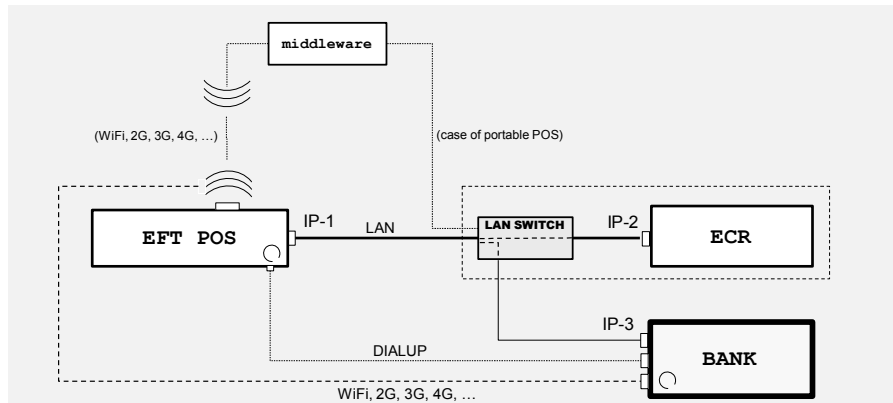 middleware
(WiFi, 2G, 3G, 4G, …)
(case of portable POS)
IP-1
LAN
LAN SWITCH
IP-2
EFT POS
ECR
IP-3
DIALUP
BANK
WiFi, 2G, 3G, 4G, …